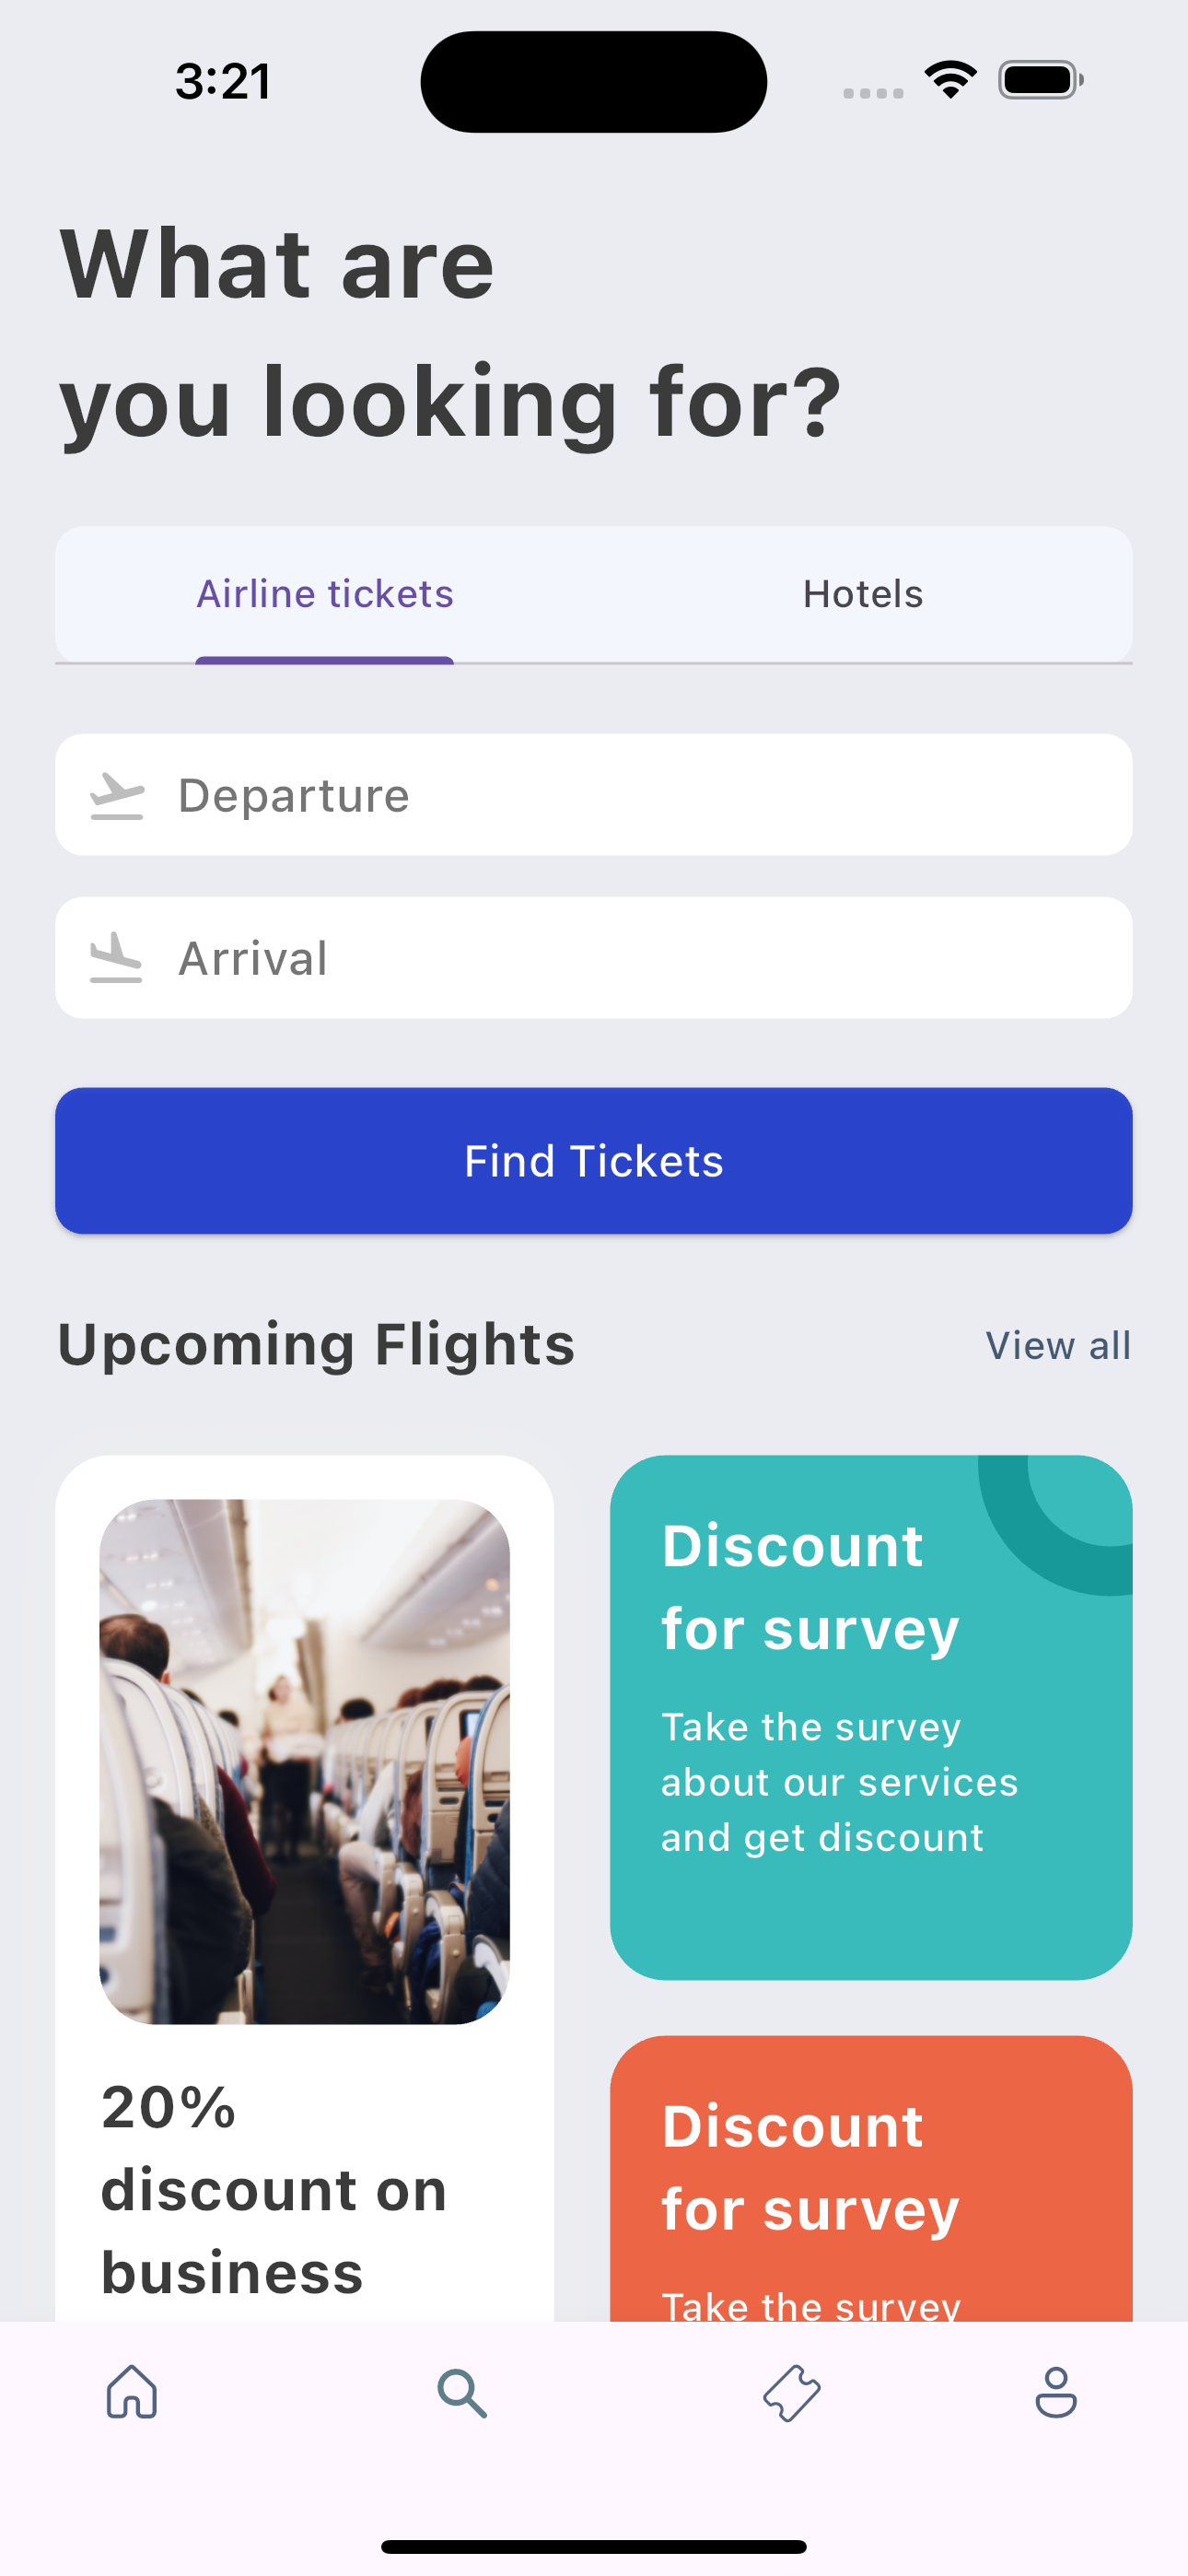 3:21
What are
you looking for?
Airline tickets
Hotels
Departure
Arrival
Find Tickets
Upcoming Flights
View all
20%
discount on
business
Discount
for survey
Take the survey
about our services
and get discount
Discount
for survey
Take the survey